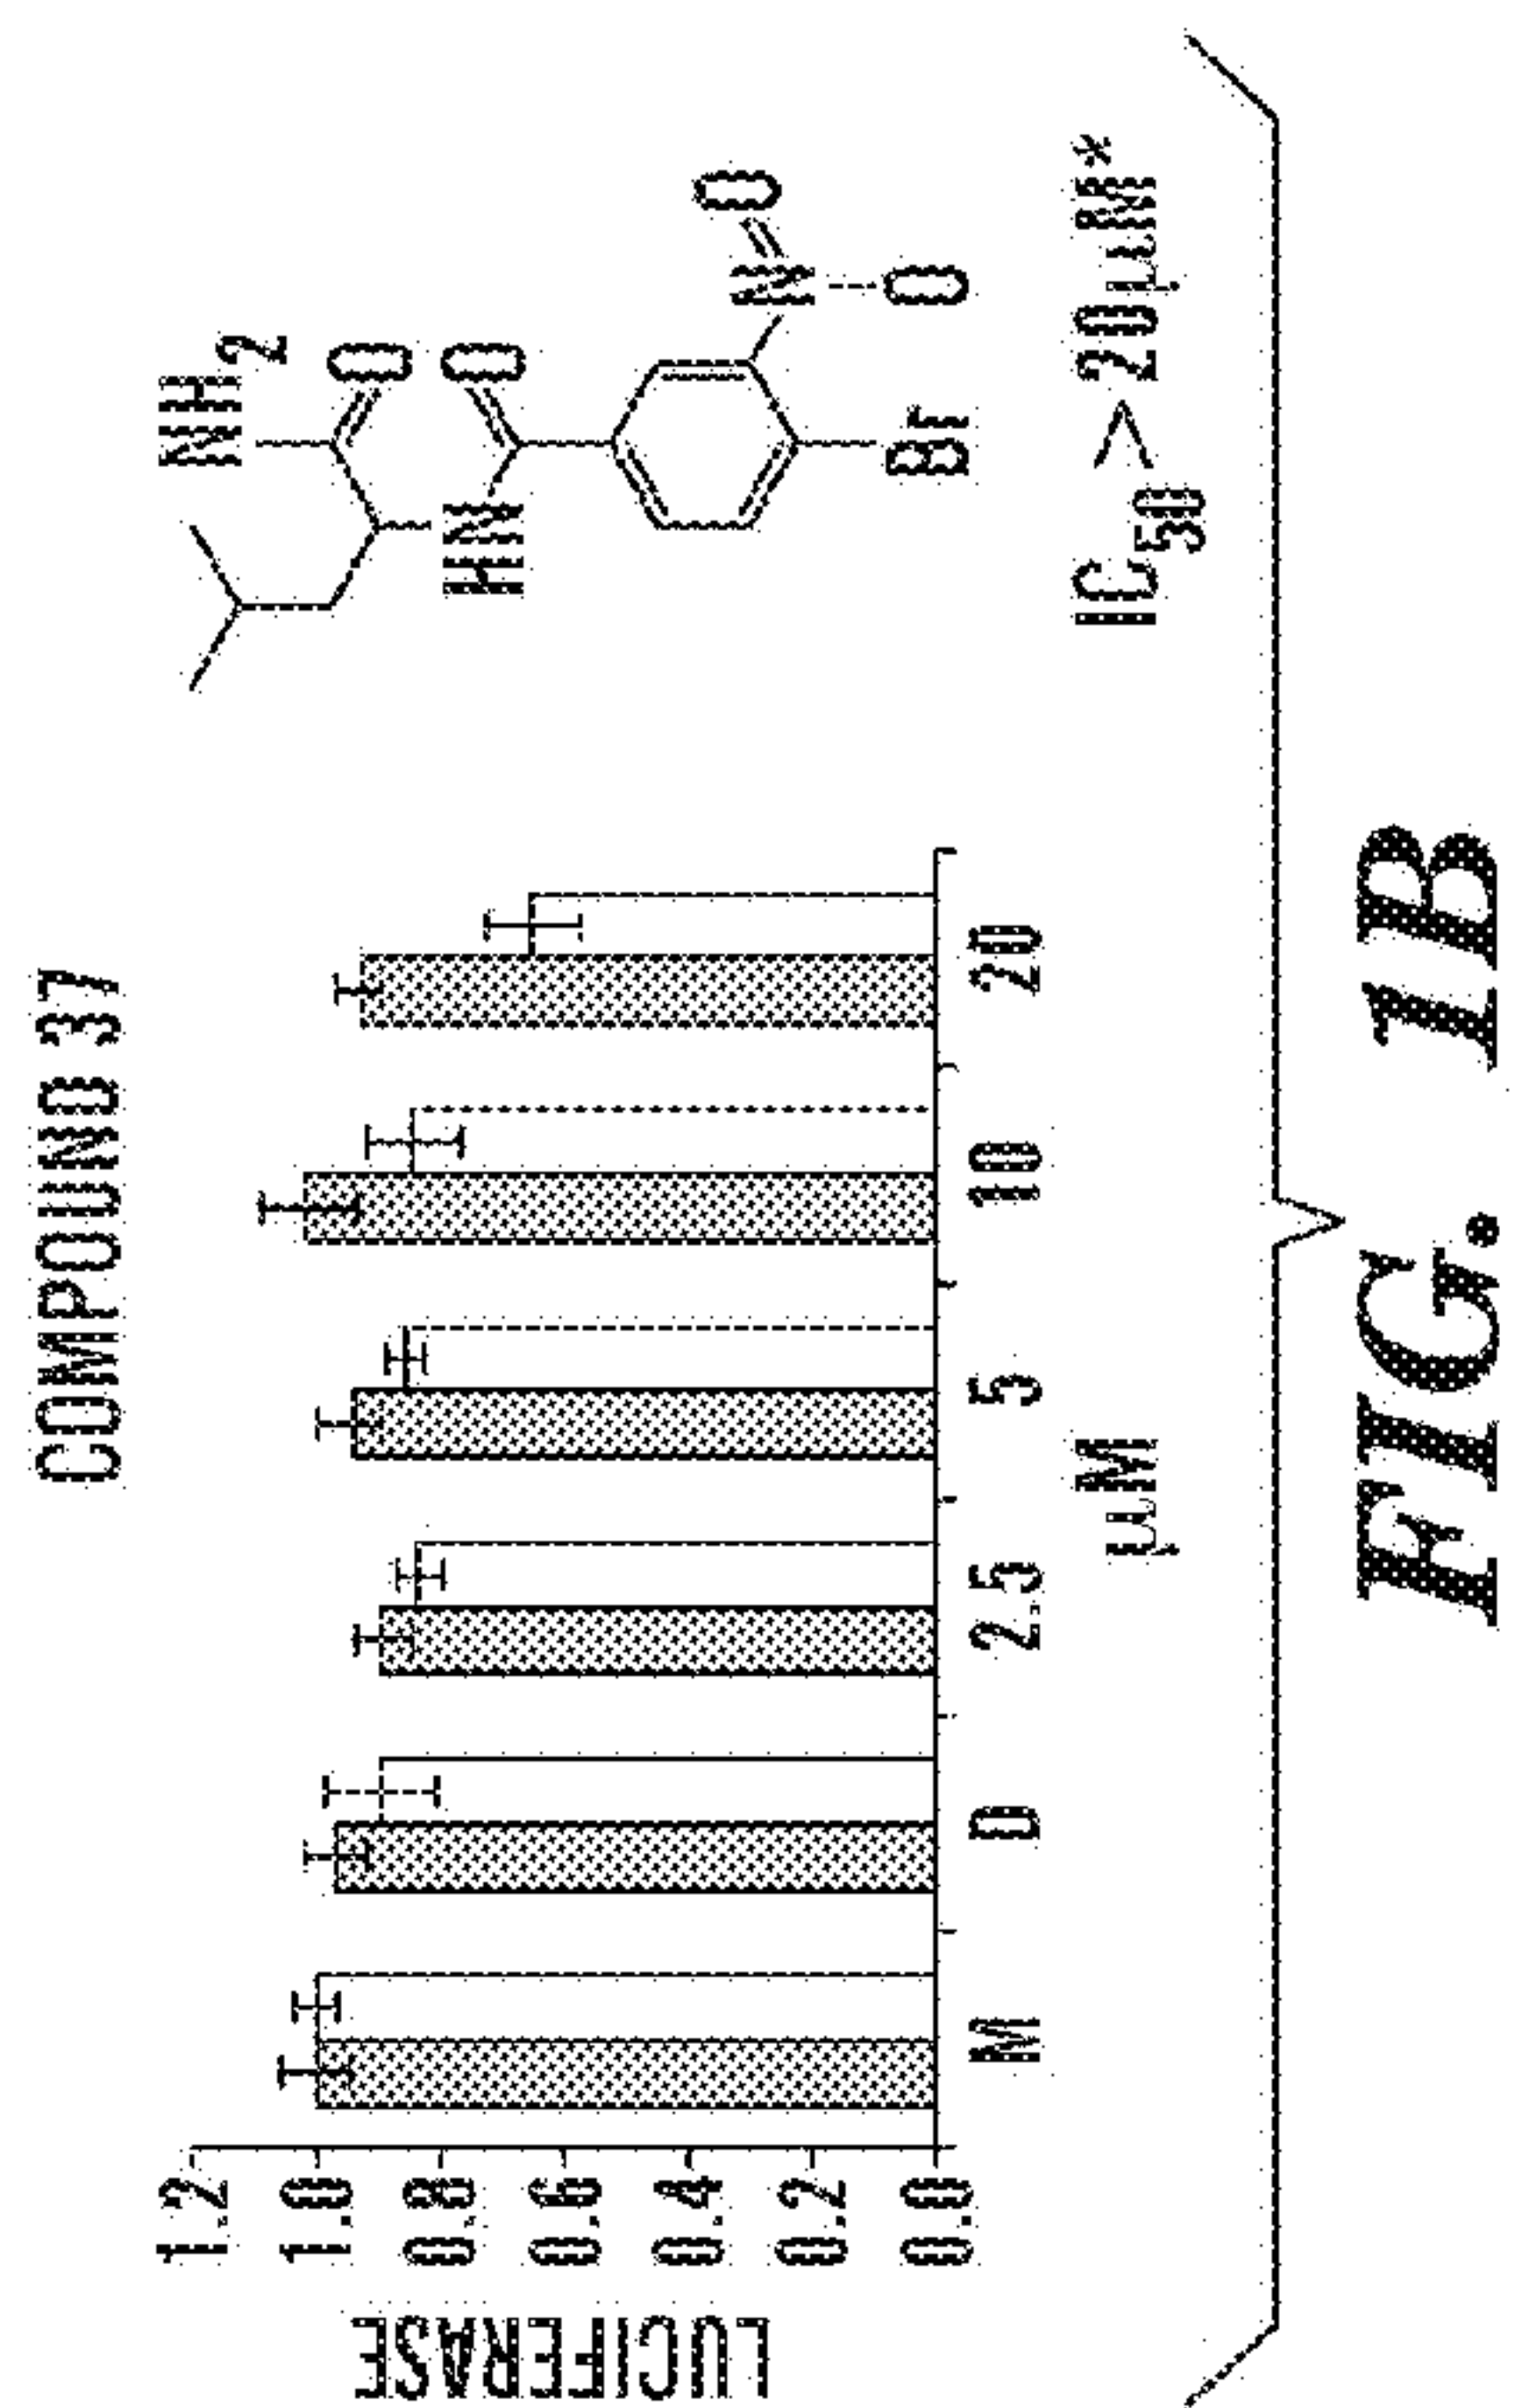 COMPOUND 37
LUCIFERASE
1.2
1.0
0.8
0.6
0.4
0.2
0.0
M D 2.5 5 10 20
µM
NH2
O
HN O
N O
O
Br
IC50 > 20µM*
FIG. 1B